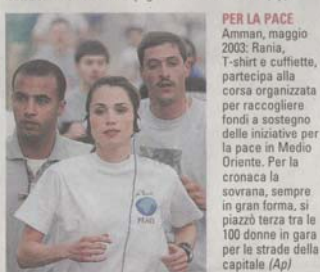 PER LA PACE
Amman, maggio
2003: Rania,
T-shirt e cuffiette,
partecipa alla
corsa organizzata
per raccogliere
fondi a sostegno
delle iniziative per
la pace in Medio
Oriente. Per la
cronaca la
sovrana, sempre
in gran forma, si
piazzò terza tra le
100 donne in gara
per le strade della
capitale (Ap)